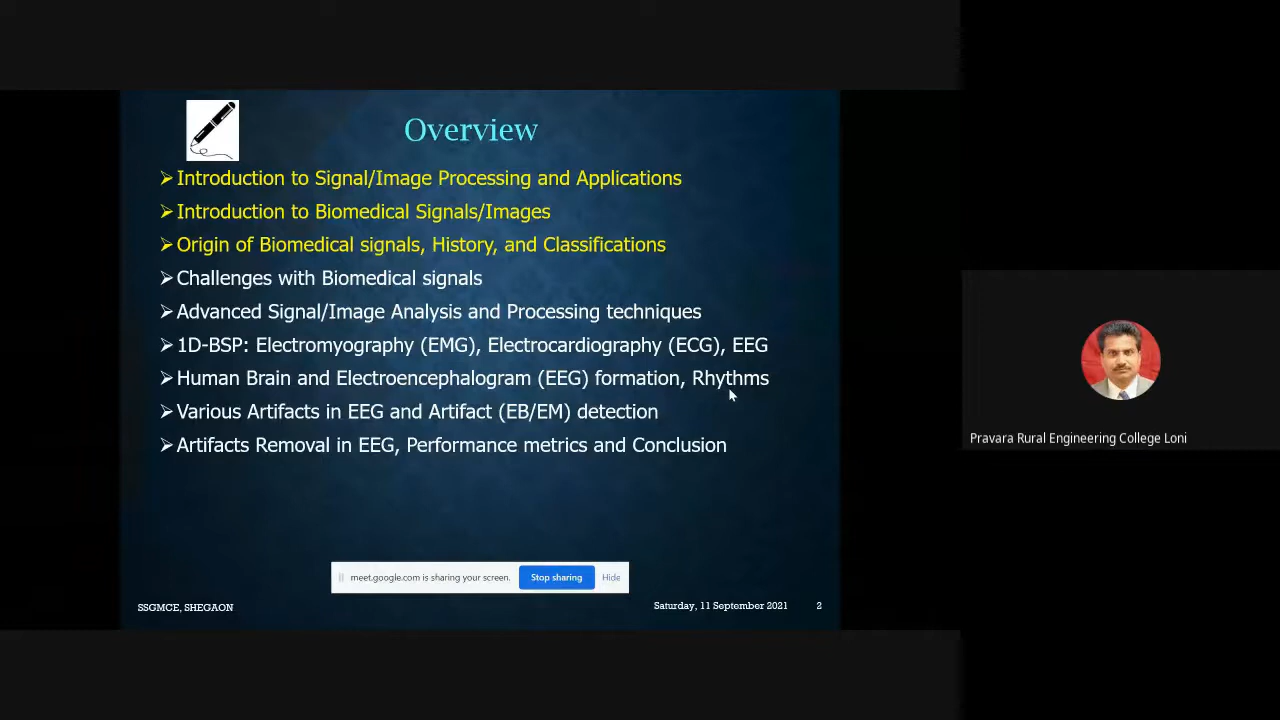 Overview
Introduction to Signal/Image Processing and Applications
Introduction to Biomedical Signals/Images
Origin of Biomedical signals, History, and Classifications
Challenges with Biomedical signals
Advanced Signal/Image Analysis and Processing techniques
1D-BSP: Electromyography (EMG), Electrocardiography (ECG), EEG
Human Brain and Electroencephalogram (EEG) formation, Rhythms
Various Artifacts in EEG and Artifact (EB/EM) detection
Artifacts Removal in EEG, Performance metrics and Conclusion
meet.google.com is sharing your screen. Stop sharing Hide
SSGMCE, SHEGAON Saturday, 11 September 2021 2
Pravara Rural Engineering College Loni